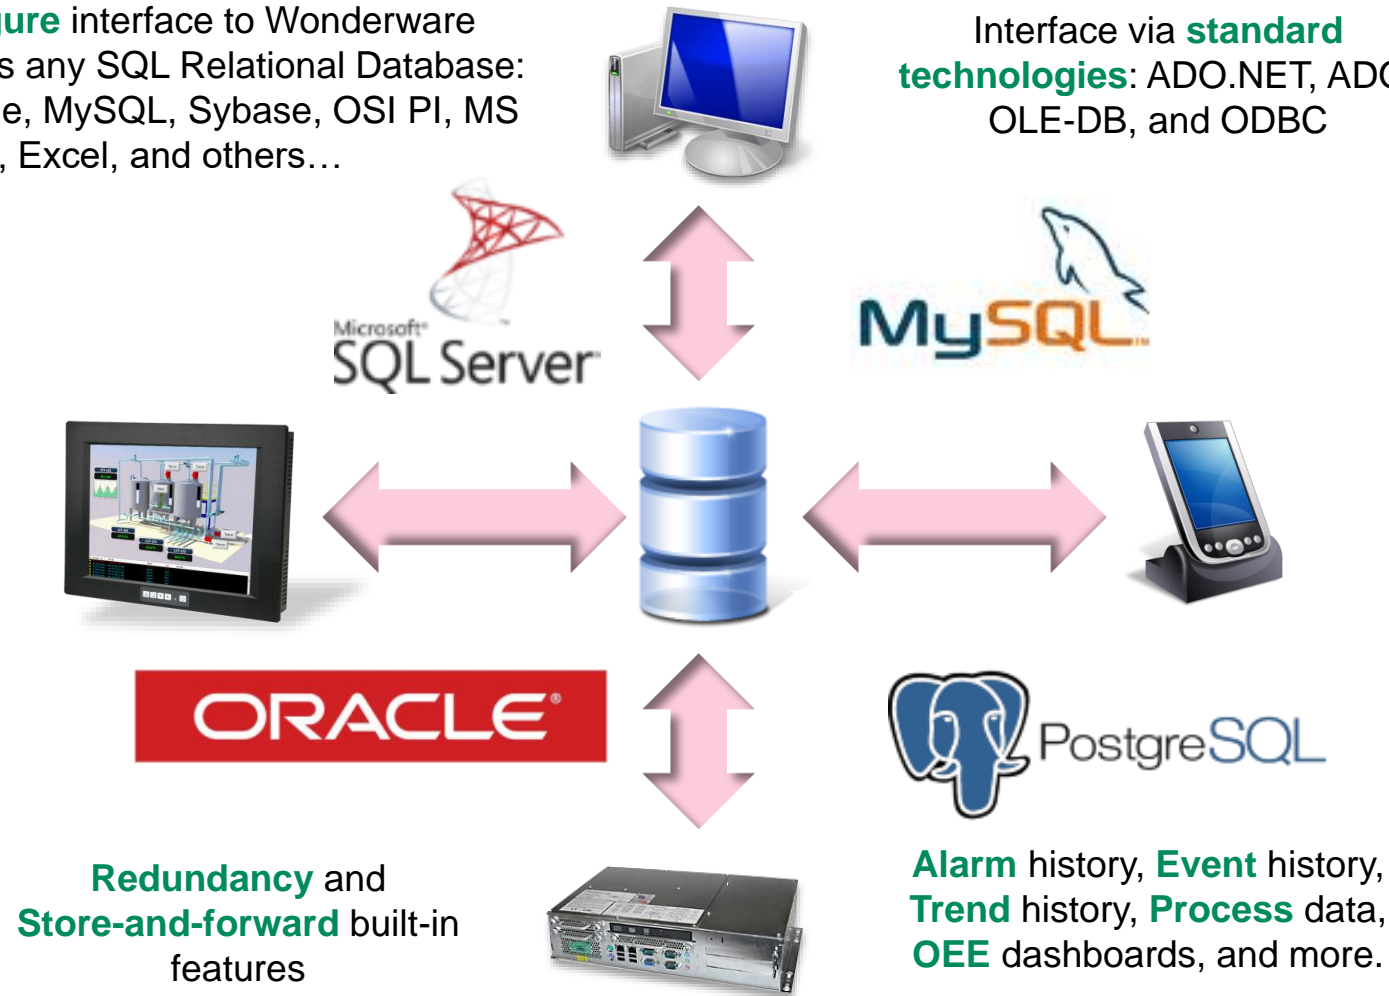 gure interface to Wonderware
s any SQL Relational Database:
e, MySQL, Sybase, OSI PI, MS
, Excel, and others…
Interface via standard
technologies: ADO.NET, ADO
OLE-DB, and ODBC
Microsoft®
SQL Server
MySQL™
ORACLE®
PostgreSQL
Redundancy and
Store-and-forward built-in
features
Alarm history, Event history,
Trend history, Process data,
OEE dashboards, and more.